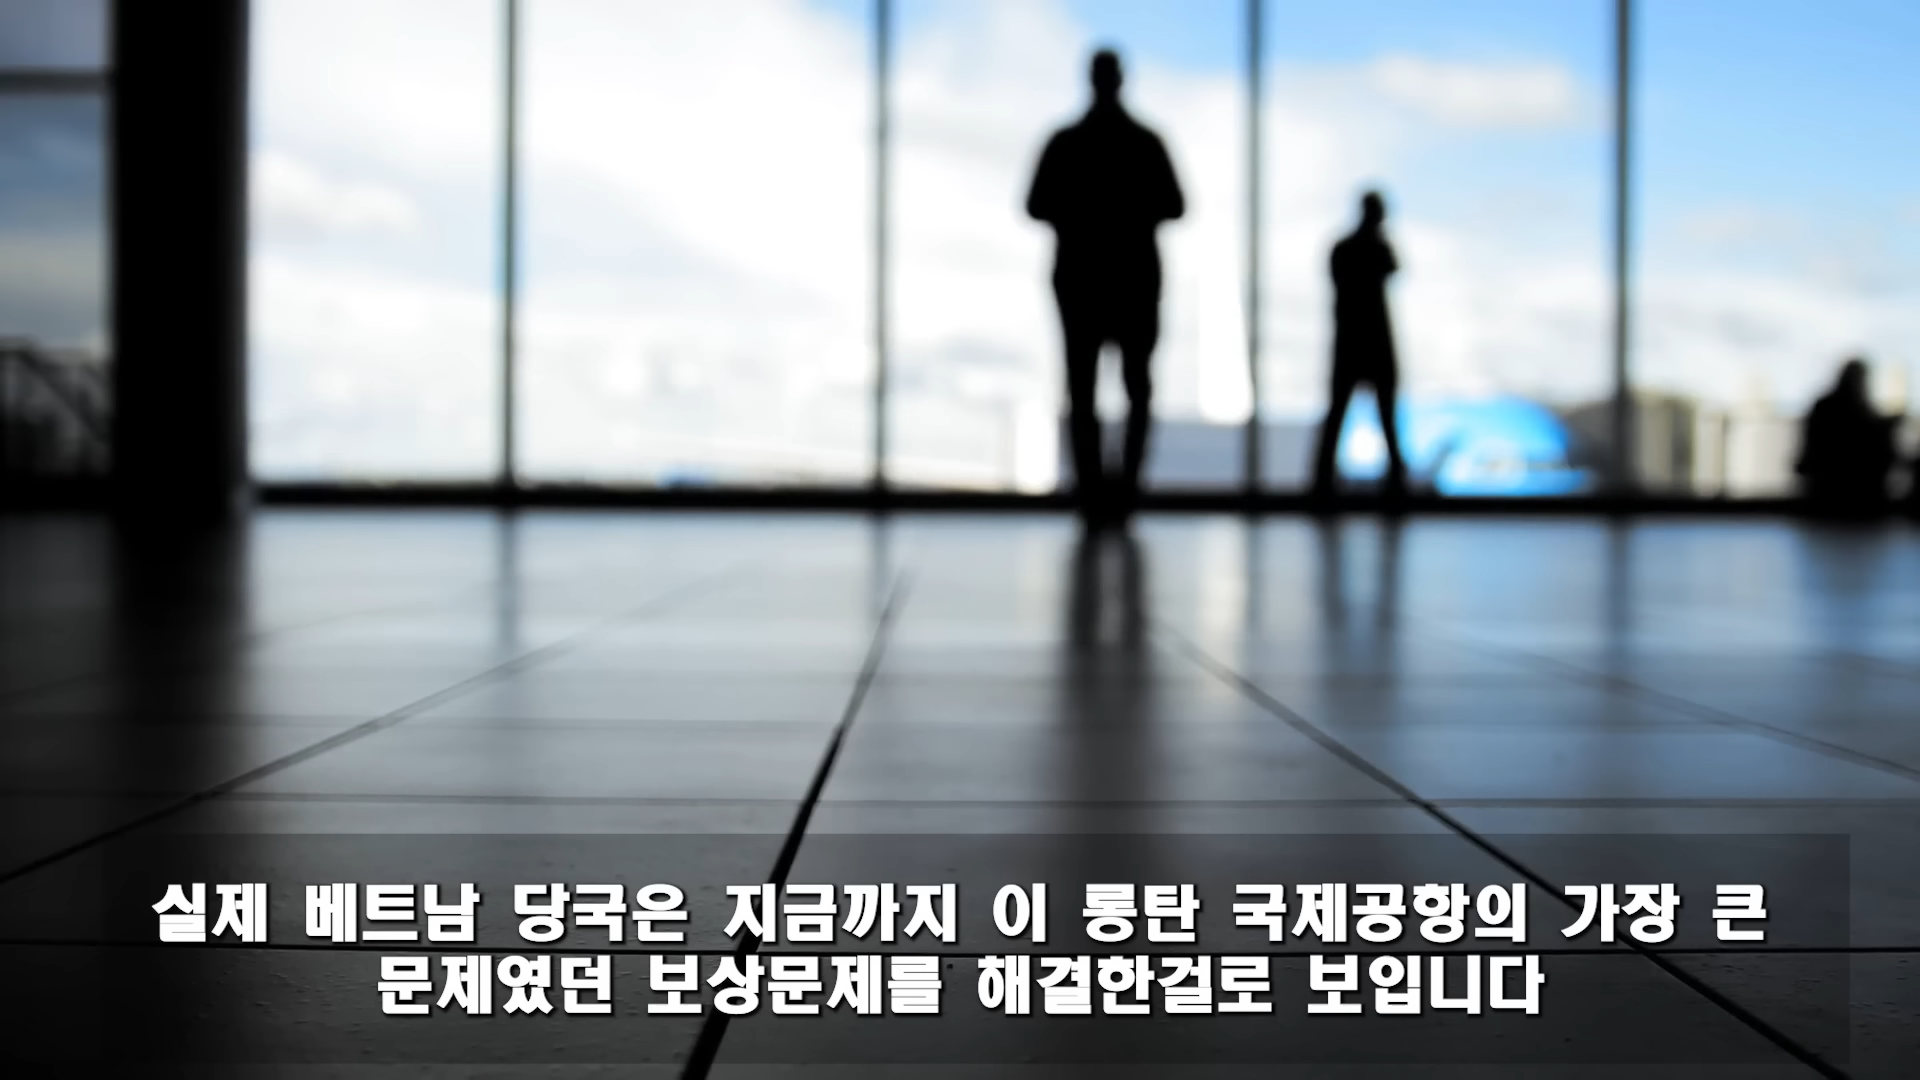 실제 베트남 당국은 지금까지 이 롱탄 국제공항의 가장 큰
문제였던 보상문제를 해결한걸로 보입니다